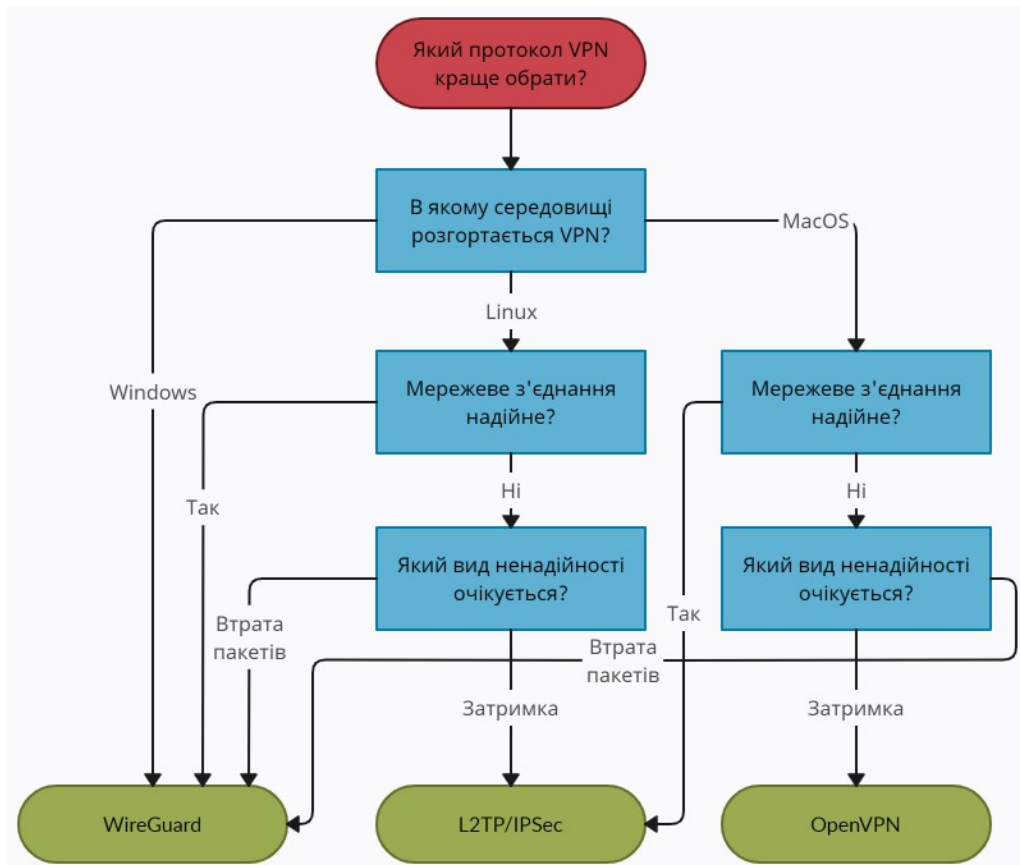 Який протокол VPN
краще обрати?
В якому середовищі
розгортається VPN?
MacOS
Linux
Windows
Мережеве з'єднання
надійне?
Мережеве з'єднання
надійне?
Так
Ні
Ні
Який вид ненадійності
очікується?
Який вид ненадійності
очікується?
Втрата
пакетів
Так
Втрата
пакетів
Затримка
Затримка
WireGuard
L2TP/IPSec
OpenVPN